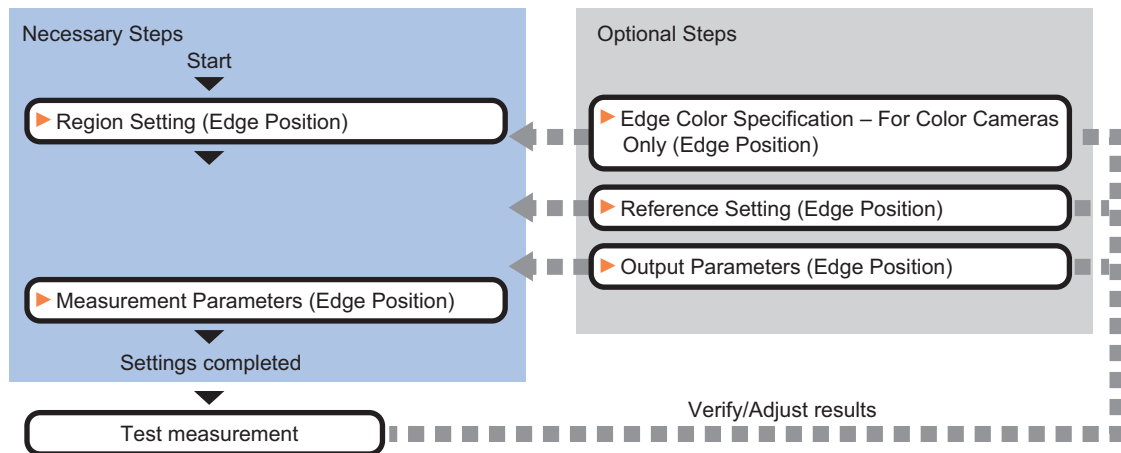 Necessary Steps
Start
Region Setting (Edge Position)
Measurement Parameters (Edge Position)
Settings completed
Test measurement
Optional Steps
Edge Color Specification – For Color Cameras
Only (Edge Position)
Reference Setting (Edge Position)
Output Parameters (Edge Position)
Verify/Adjust results